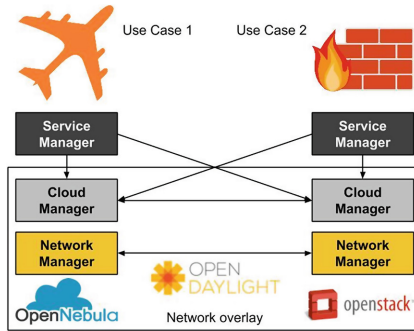 Use Case 1
Use Case 2
Service
Manager
Service
Manager
Cloud
Manager
Cloud
Manager
Network
Manager
Network
Manager
OPEN
DAYLIGHT
OpenNebula
Network overlay
openstack